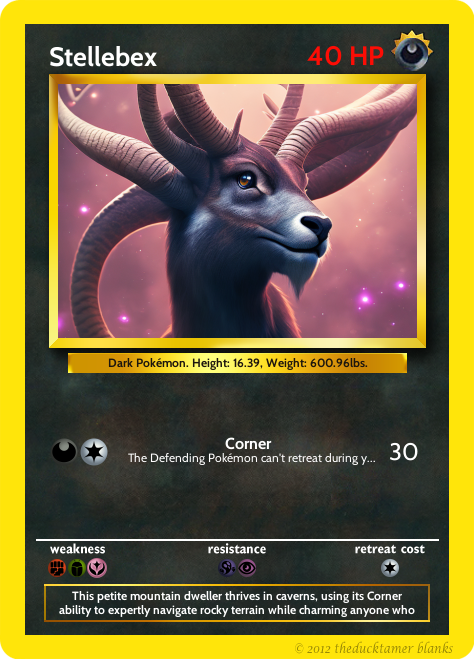 Stellebex
40 HP
Dark Pokémon. Height: 16.39, Weight: 600.96lbs.
Corner
The Defending Pokémon can't retreat during y...
30
weakness
resistance
retreat cost
This petite mountain dweller thrives in caverns, using its Corner
ability to expertly navigate rocky terrain while charming anyone who
© 2012 theducktamer blanks